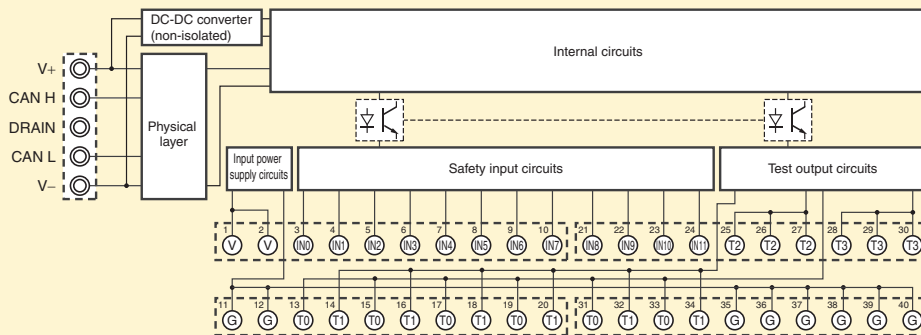 DC-DC converter
(non-isolated)
Internal circuits
V+
CAN H
DRAIN
CAN L
V−
Physical
layer
Input power
supply circuits
Safety input circuits
Test output circuits
1 2 3 4 5 6 7 8 9 10 21 22 23 24 25 26 27 28 29 30
V V IN0 IN1 IN2 IN3 IN4 IN5 IN6 IN7 IN8 IN9 IN10 IN11 T2 T2 T2 T3 T3 T3
11 12 13 14 15 16 17 18 19 20 31 32 33 34 35 36 37 38 39 40
G G T0 T1 T0 T1 T0 T1 T0 T1 T0 T1 T0 T1 G G G G G G